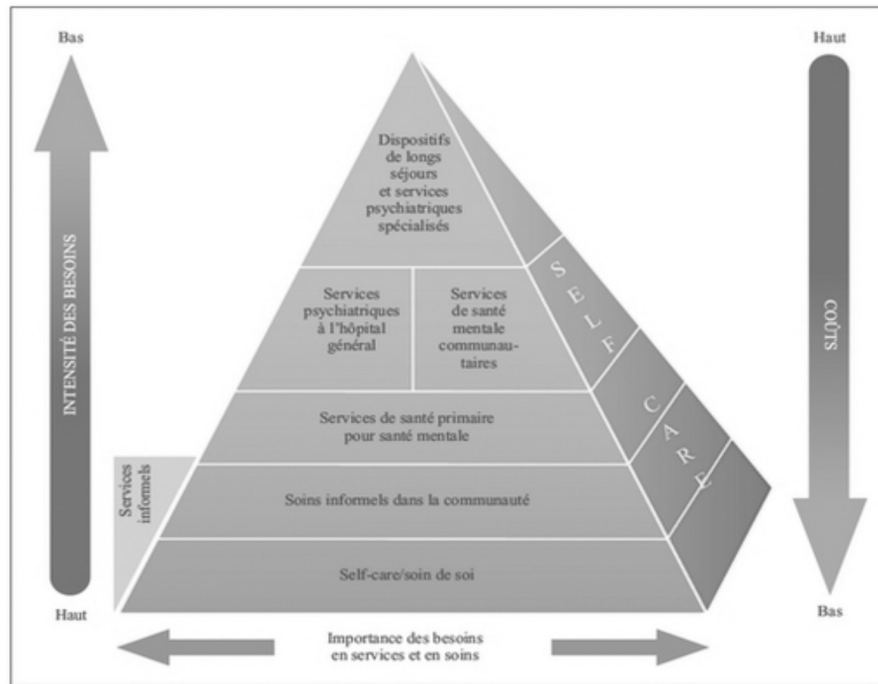 Bas
Haut
INTENSITÉ DES BESOINS
COÛTS
Dispositifs
de longs
séjours
et services
psychiatriques
spécialisés
Services
psychiatriques
à l'hôpital
général
Services
de santé
mentale
communau-
taires
Services de santé primaire
pour santé mentale
Services
informels
Soins informels dans la communauté
Self-care/soin de soi
SELF
CARE
Haut
Bas
Importance des besoins
en services et en soins